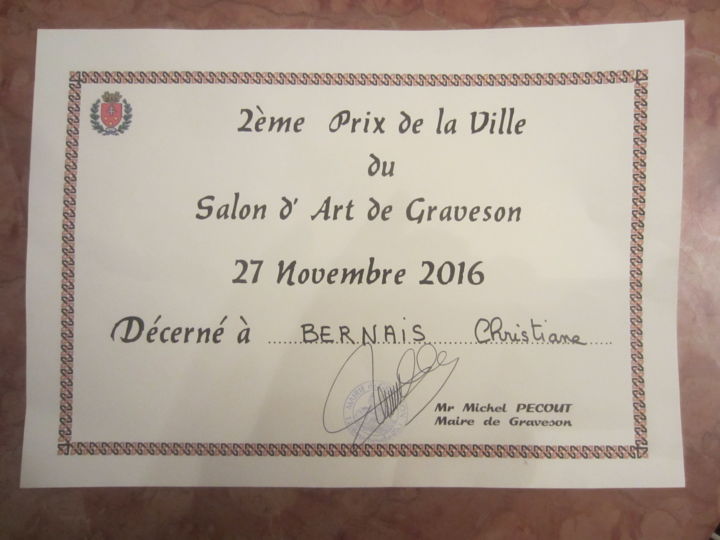 2ème Prix de la Ville
du
Salon d' Art de Graveson
27 Novembre 2016
Décerné à ..... BERNAIS ..... Christiane .....
MAIRIE
Mr Michel PECOUT
Maire de Graveson